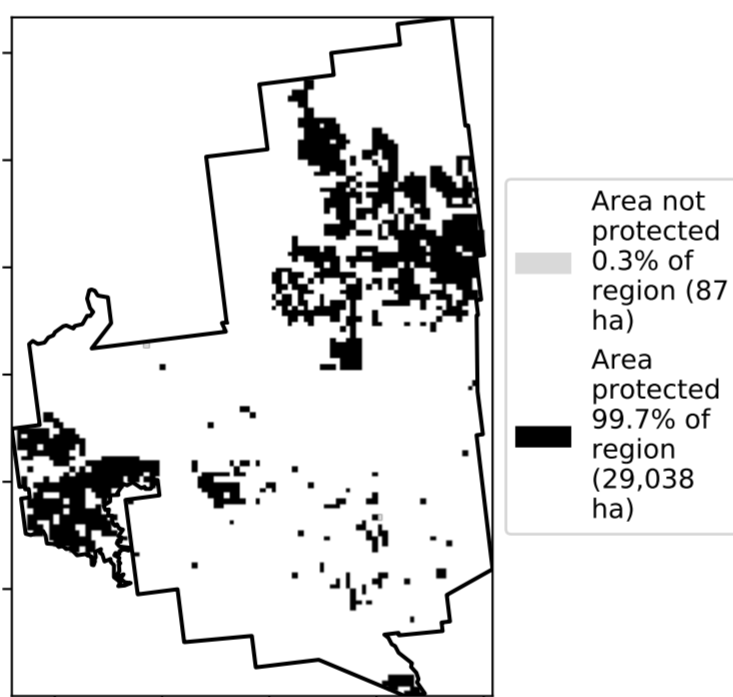 Area not
protected
0.3% of
region (87
ha)
Area
protected
99.7% of
region
(29,038
ha)